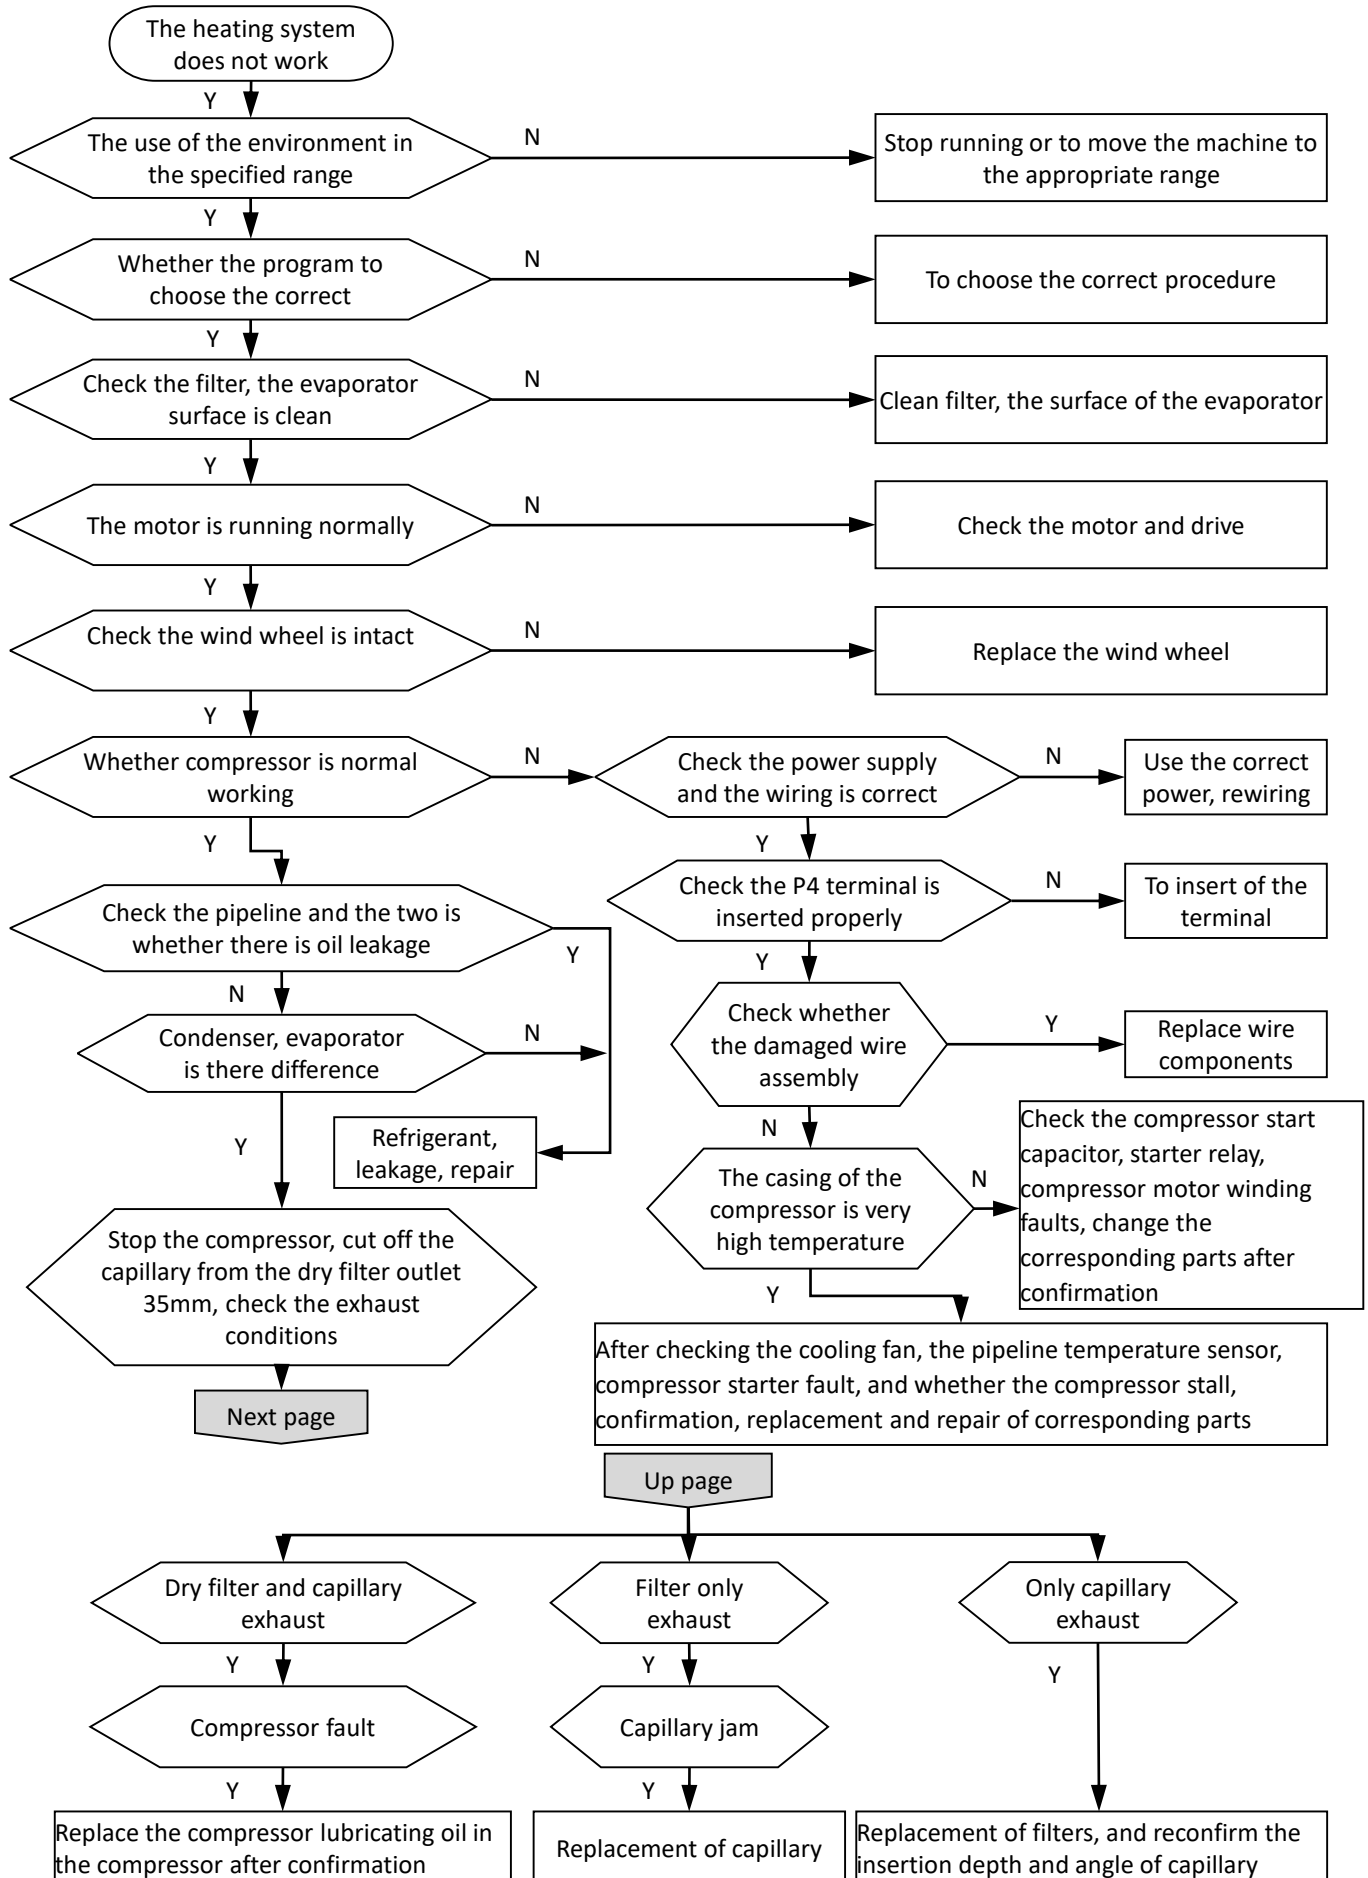 The heating system
does not work
Y
The use of the environment in
the specified range
N
Stop running or to move the machine to
the appropriate range
Y
Whether the program to
choose the correct
N
To choose the correct procedure
Y
Check the filter, the evaporator
surface is clean
N
Clean filter, the surface of the evaporator
Y
The motor is running normally
N
Check the motor and drive
Y
Check the wind wheel is intact
N
Replace the wind wheel
Y
Whether compressor is normal
working
N
Check the power supply
and the wiring is correct
N
Use the correct
power, rewiring
Y
Y
Check the pipeline and the two is
whether there is oil leakage
Y
Check the P4 terminal is
inserted properly
N
To insert of the
terminal
N
Y
Condenser, evaporator
is there difference
N
Check whether
the damaged wire
assembly
Y
Replace wire
components
Y
Refrigerant,
leakage, repair
N
The casing of the
compressor is very
high temperature
N
Check the compressor start
capacitor, starter relay,
compressor motor winding
faults, change the
corresponding parts after
confirmation
Stop the compressor, cut off the
capillary from the dry filter outlet
35mm, check the exhaust
conditions
Y
After checking the cooling fan, the pipeline temperature sensor,
compressor starter fault, and whether the compressor stall,
confirmation, replacement and repair of corresponding parts
Next page
Up page
Dry filter and capillary
exhaust
Filter only
exhaust
Only capillary
exhaust
Y
Y
Y
Compressor fault
Capillary jam
Y
Y
Replace the compressor lubricating oil in
the compressor after confirmation
Replacement of capillary
Replacement of filters, and reconfirm the
insertion depth and angle of capillary